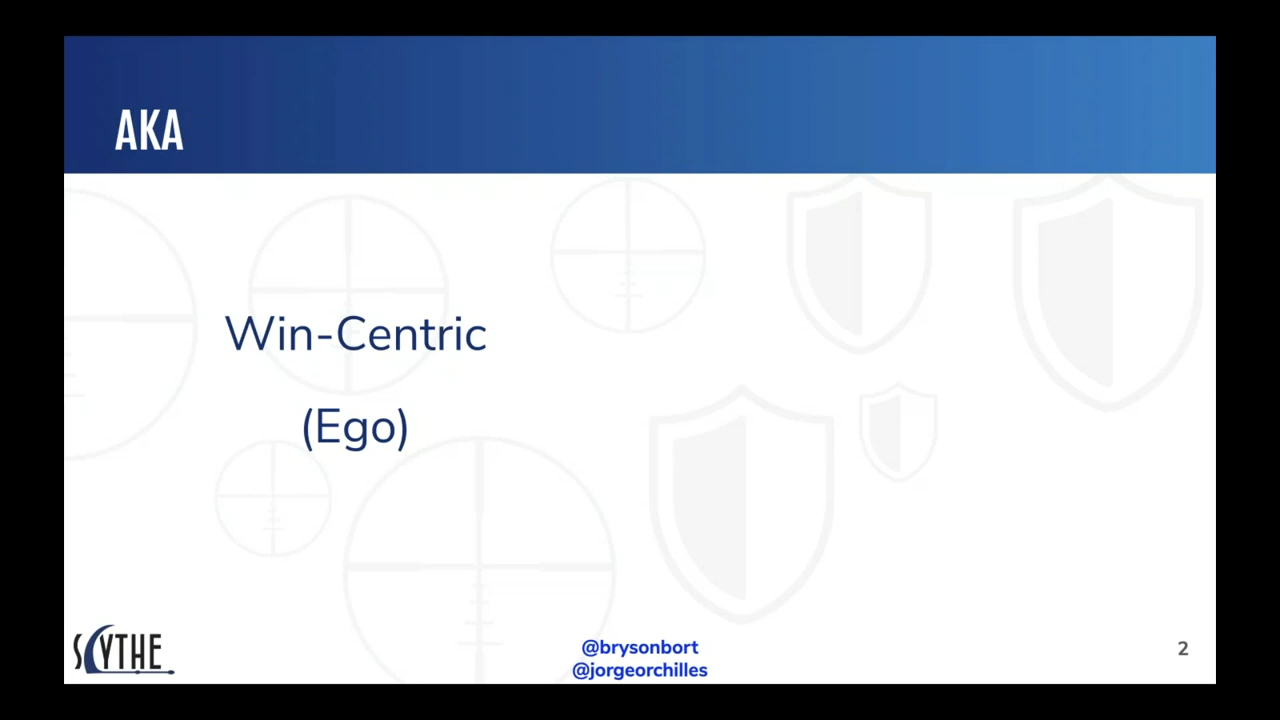 AKA
Win-Centric
(Ego)
SCYTHE
@brysonbort
@jorgeorchilles
2